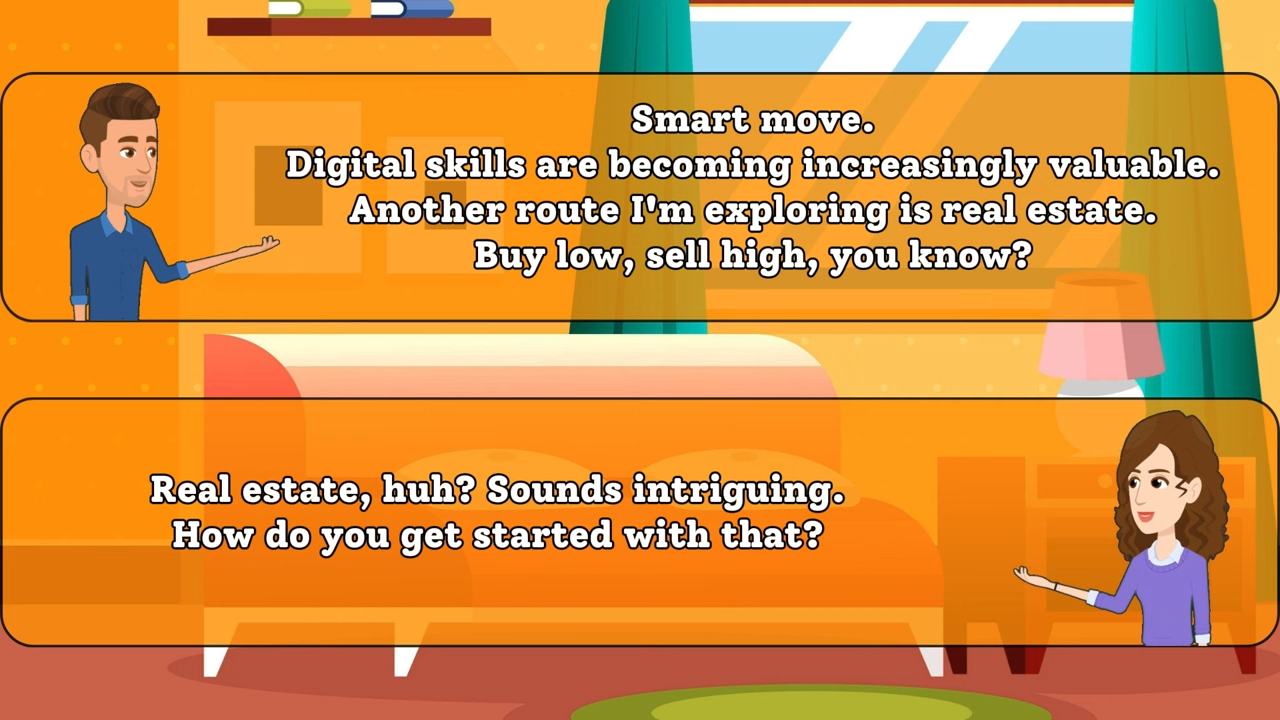 Smart move.
Digital skills are becoming increasingly valuable.
Another route I'm exploring is real estate.
Buy low, sell high, you know?
Real estate, huh? Sounds intriguing.
How do you get started with that?